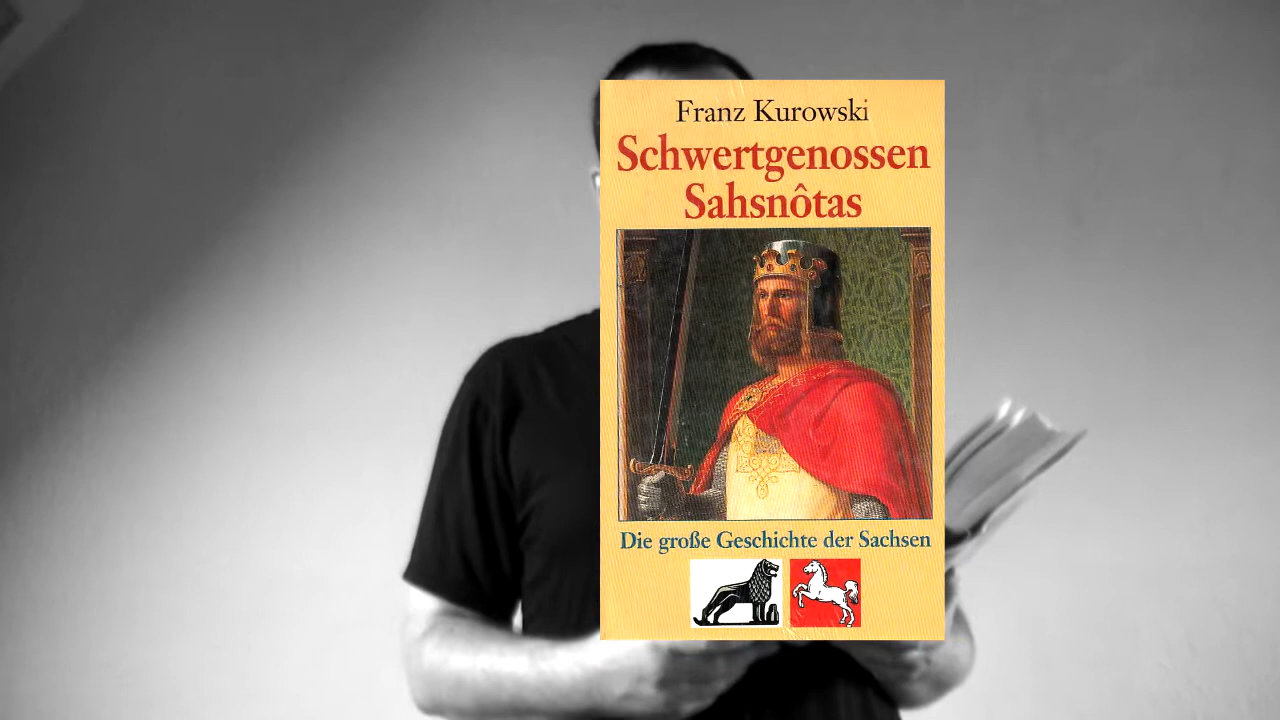 Franz Kurowski
Schwertgenossen
Sahsnôtas
Die große Geschichte der Sachsen